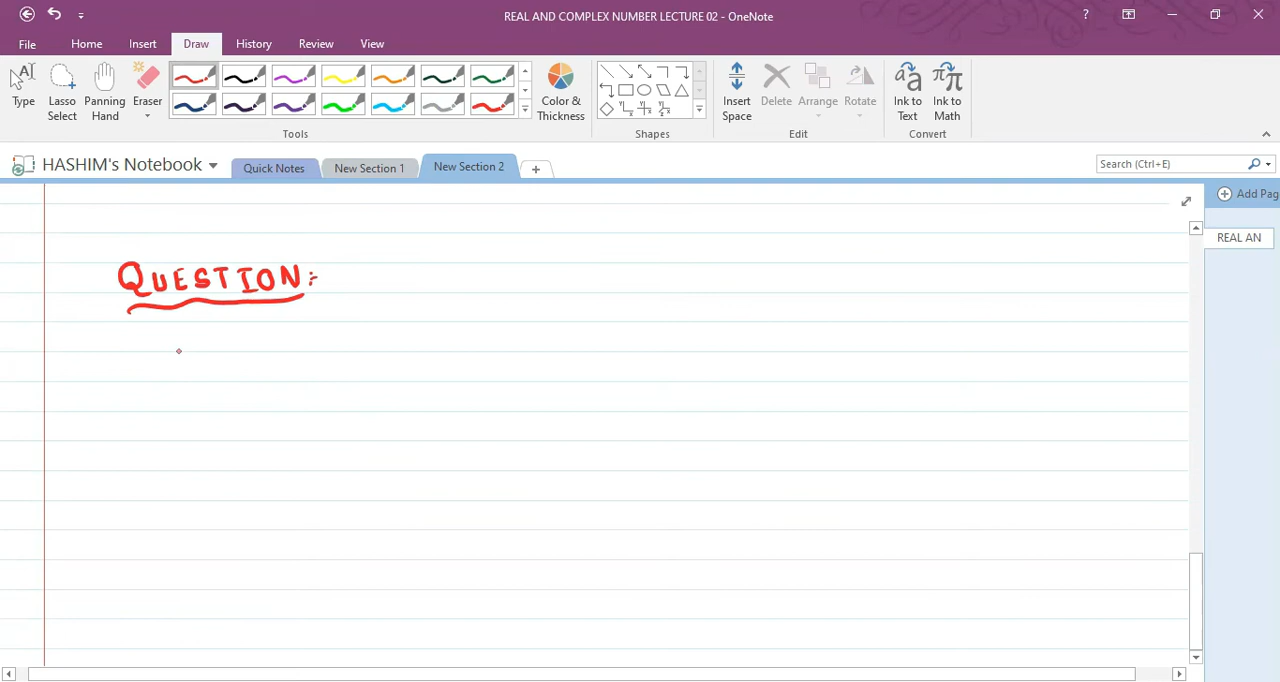 REAL AND COMPLEX NUMBER LECTURE 02 - OneNote
?
File Home Insert Draw History Review View
Type
Lasso Select
Panning Hand
Eraser
Color & Thickness
Insert Space
Delete
Arrange
Rotate
Ink to Text
Ink to Math
Tools Shapes Edit Convert
HASHIM's Notebook Quick Notes New Section 1 New Section 2 + Search (Ctrl+E)
Add Pag
REAL AN
QUESTION: